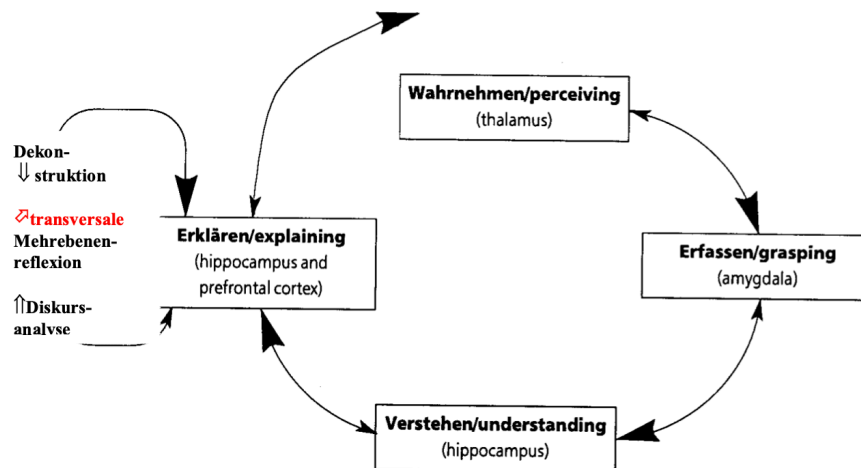 Wahrnehmen/perceiving
(thalamus)
Dekon-
⇓ struktion
⇗transversale
Mehrebenen-
reflexion
⇑Diskurs-
analyse
Erklären/explaining
(hippocampus and
prefrontal cortex)
Erfassen/grasping
(amygdala)
Verstehen/understanding
(hippocampus)